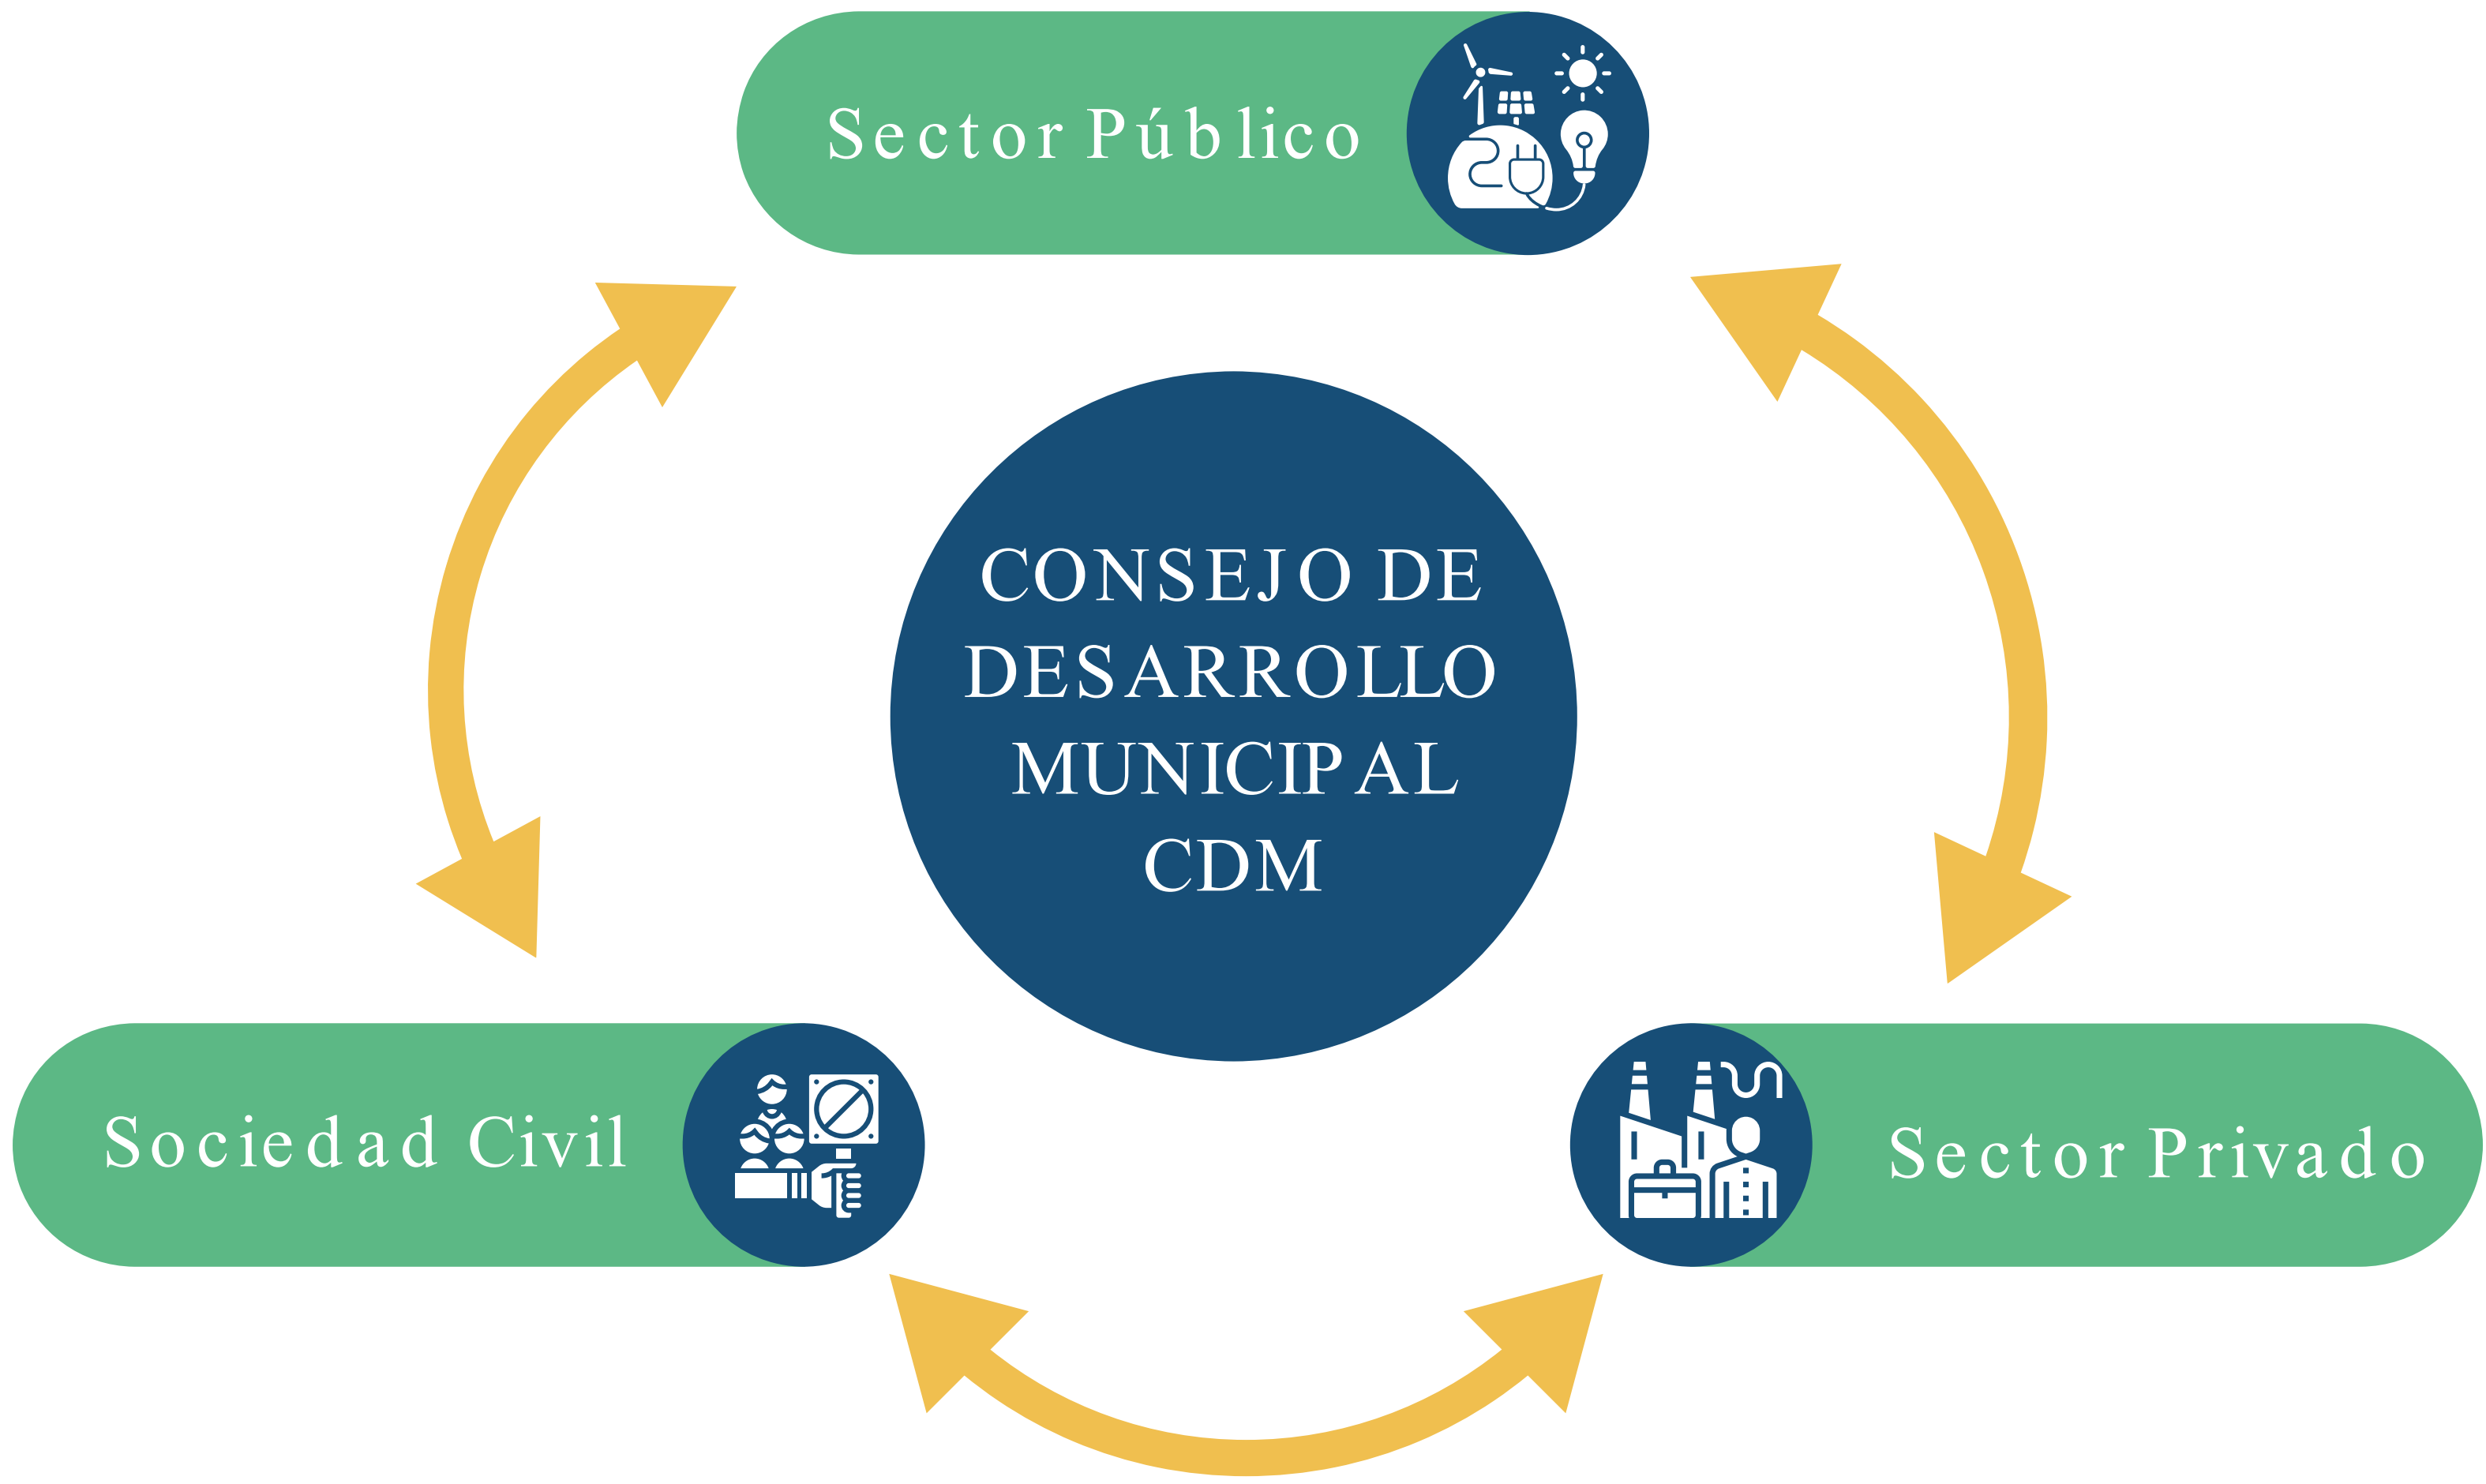 Sector Público
CONSEJO DE
DESARROLLO
MUNICIPAL
CDM
Sociedad Civil
Sector Privado